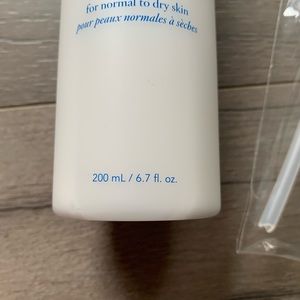 for normal to dry skin
pour peaux normales à sèches
200 mL / 6.7 fl. oz.